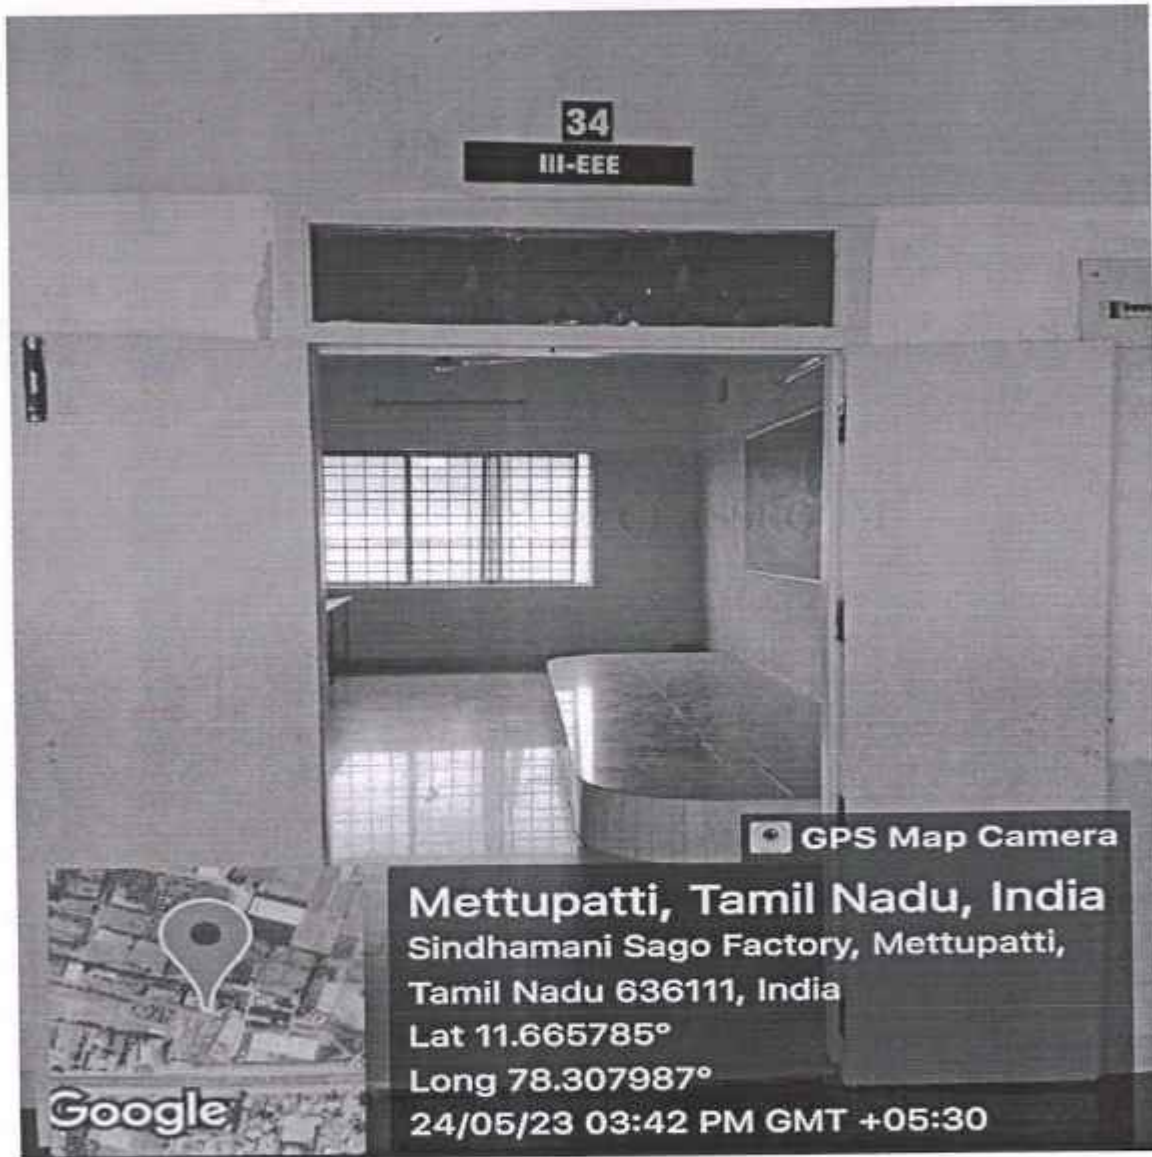 34
III-EEE
GPS Map Camera
Mettupatti, Tamil Nadu, India
Sindhamani Sago Factory, Mettupatti,
Tamil Nadu 636111, India
Lat 11.665785°
Long 78.307987°
24/05/23 03:42 PM GMT +05:30
Google